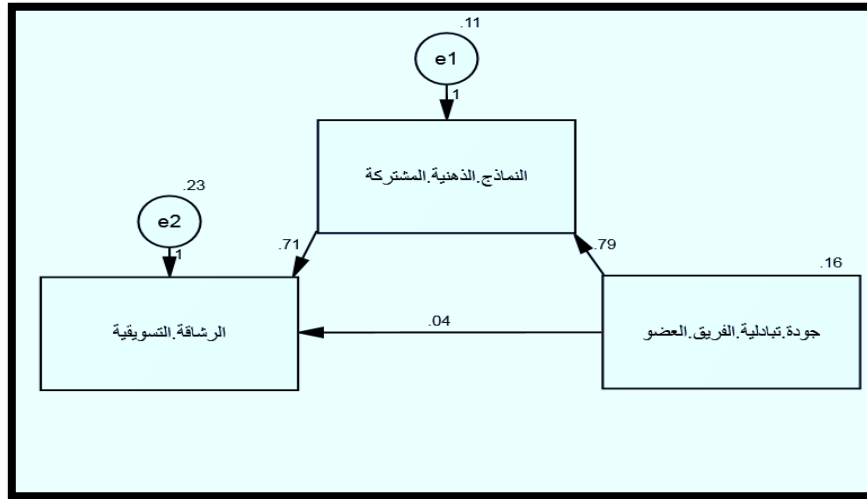 .11
e1
1
النماذج.الذهنية.المشتركة
.23
e2
1
.71
.79
.16
الرشاقة.التسويقية
.04
جودة.تبادلية.الفريق.العضو